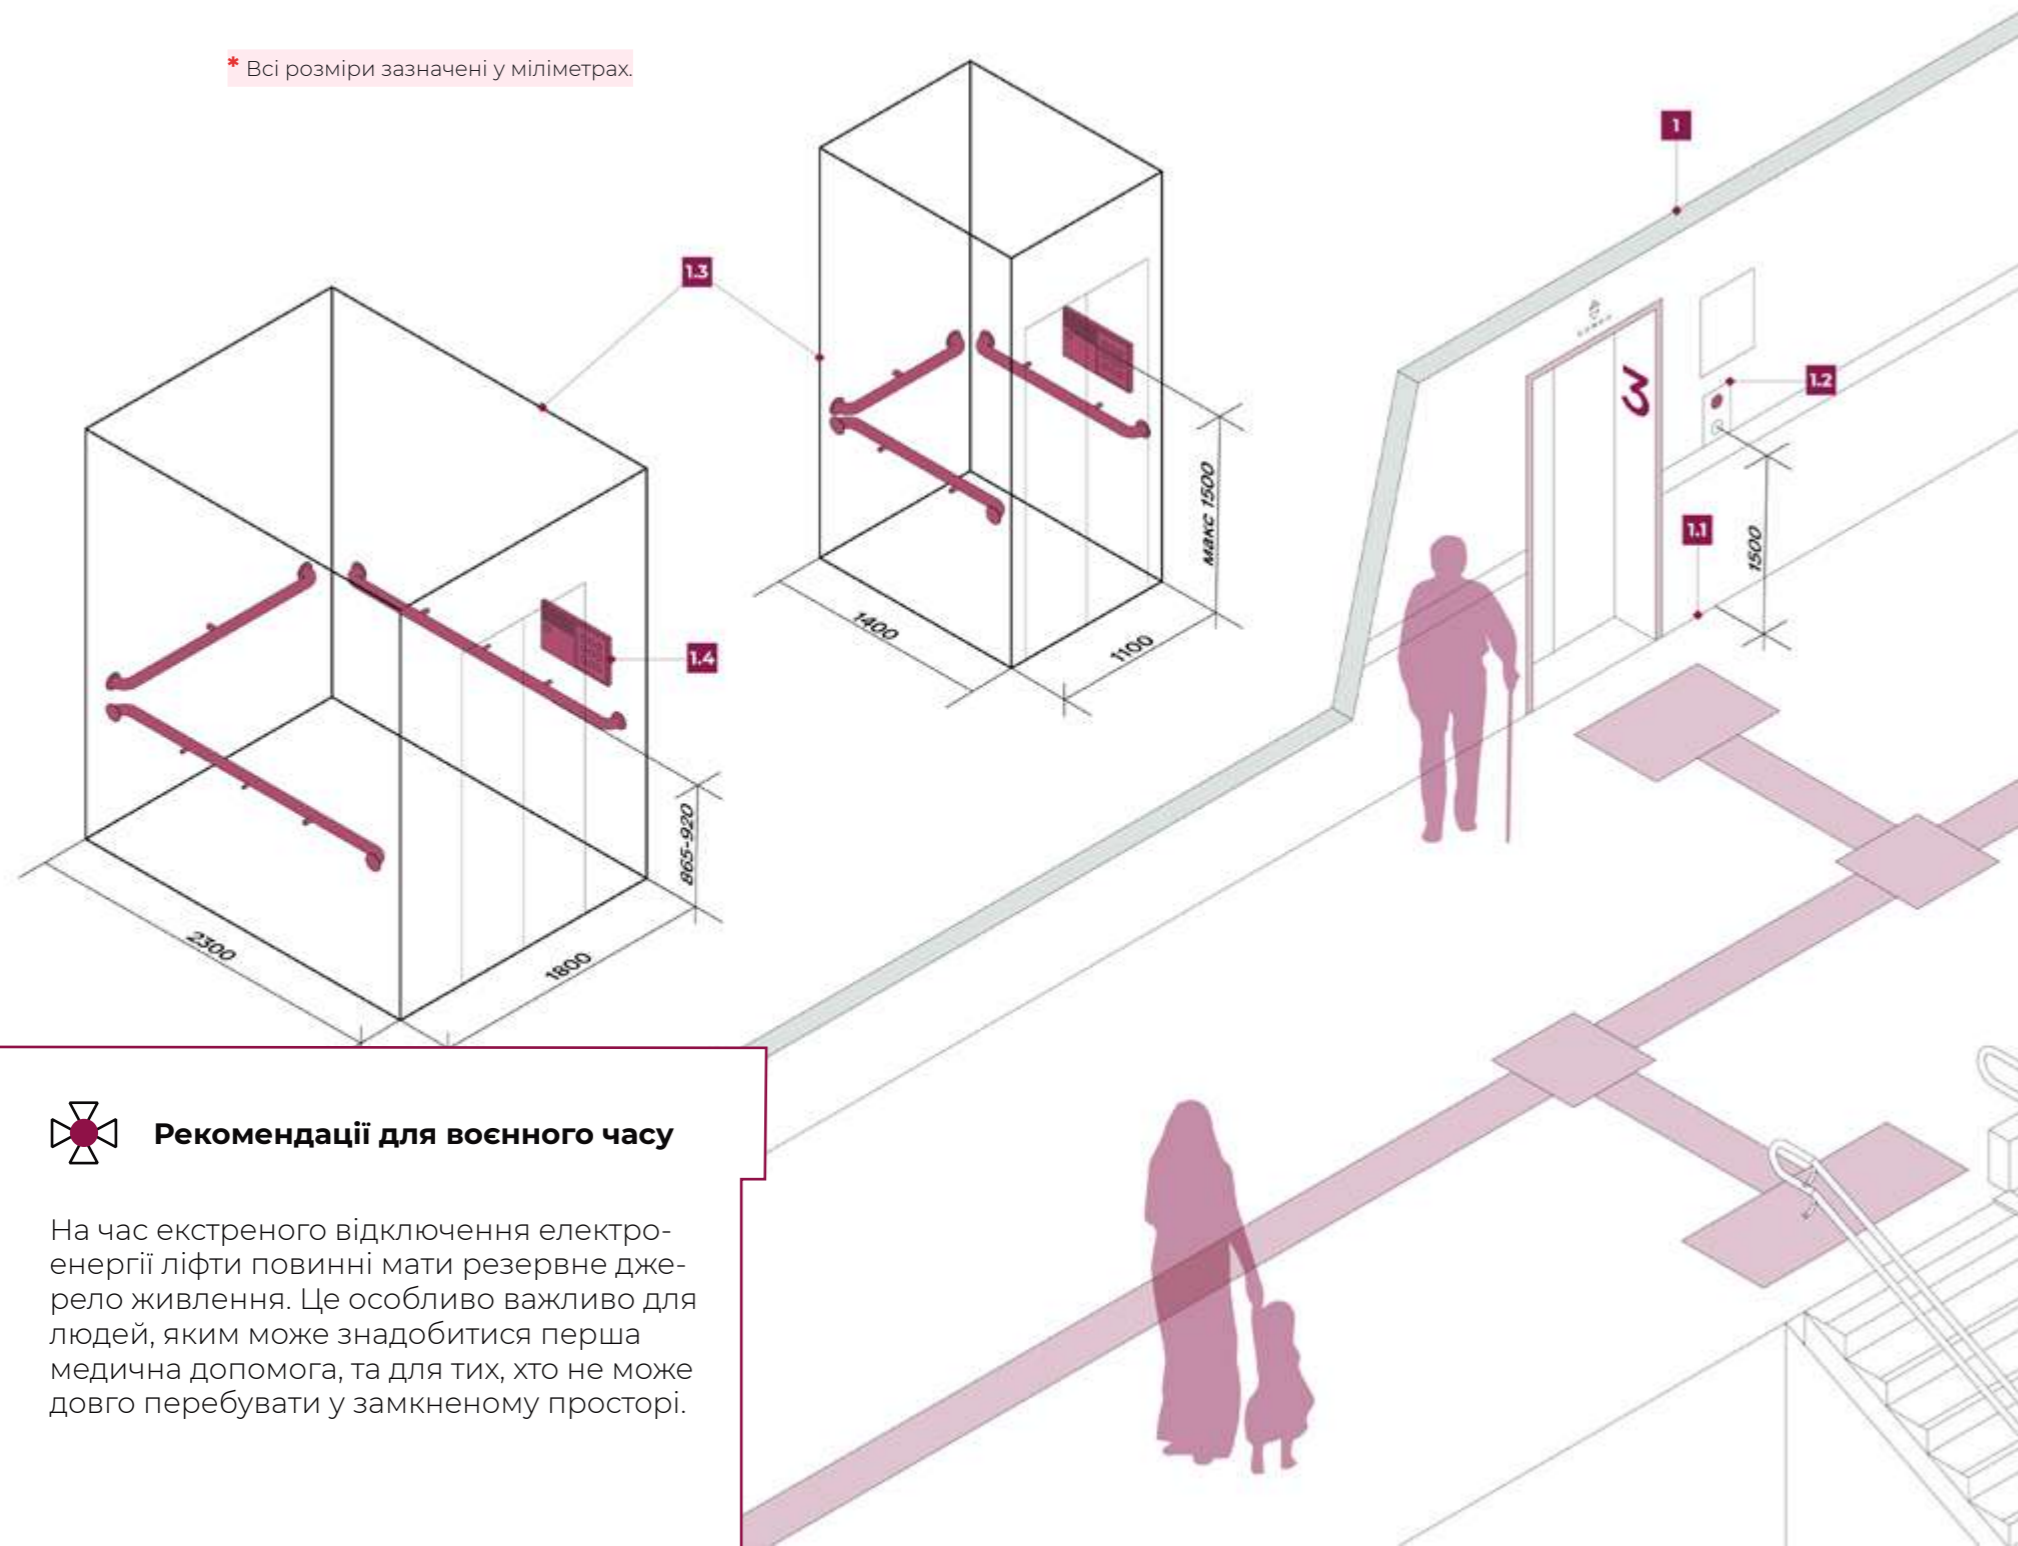 * Всі розміри зазначені у міліметрах.
1
1.3
1.2
3
1.1
1500
макс 1500
1400
1100
1.4
865-920
2300
1800
Рекомендації для воєнного часу
На час екстреного відключення електро-
енергії ліфти повинні мати резервне дже-
рело живлення. Це особливо важливо для
людей, яким може знадобитися перша
медична допомога, та для тих, хто не може
довго перебувати у замкненому просторі.